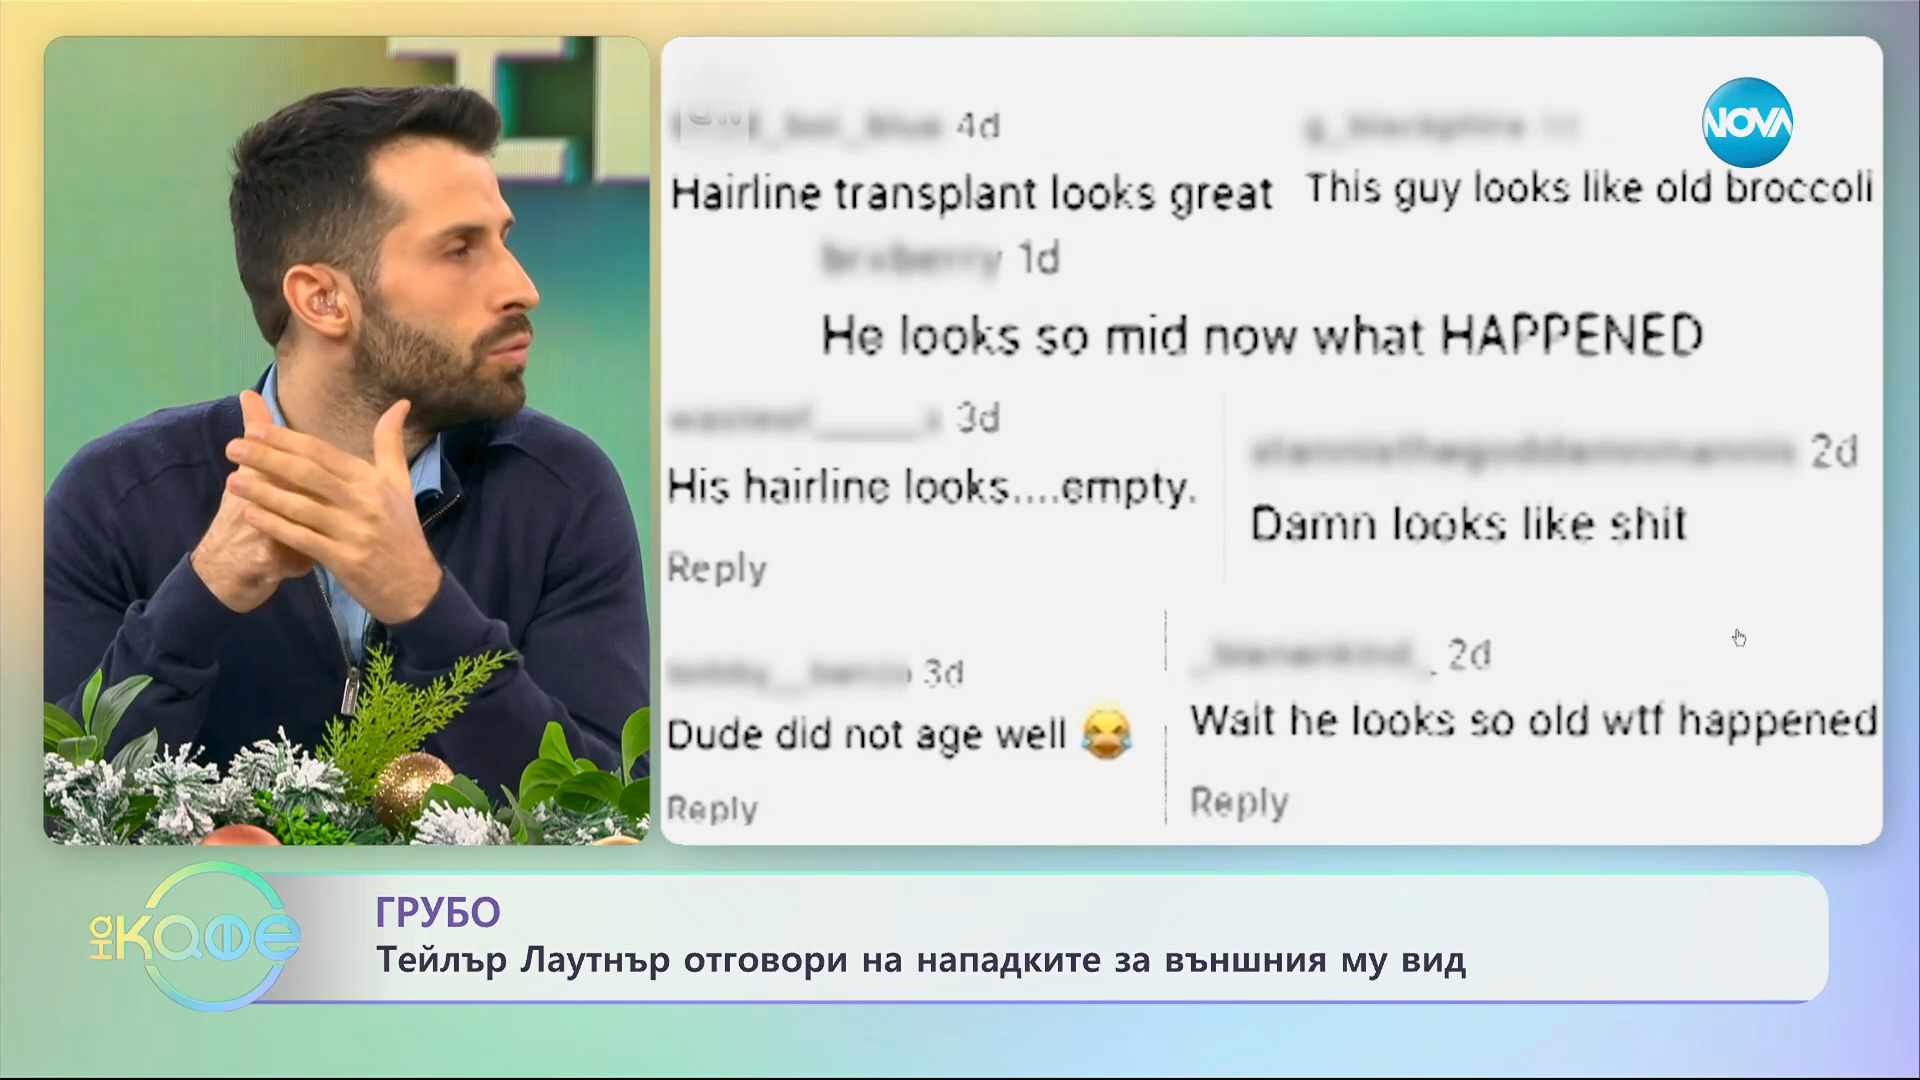 NOVA
4d
Hairline transplant looks great
This guy looks like old broccoli
1d
He looks so mid now what HAPPENED
3d
His hairline looks....empty.
Reply
2d
Damn looks like shit
3d
Dude did not age well 😆
Reply
2d
Wait he looks so old wtf happened
Reply
на кафе
ГРУБО
Тейлър Лаутнър отговори на нападките за външния му вид